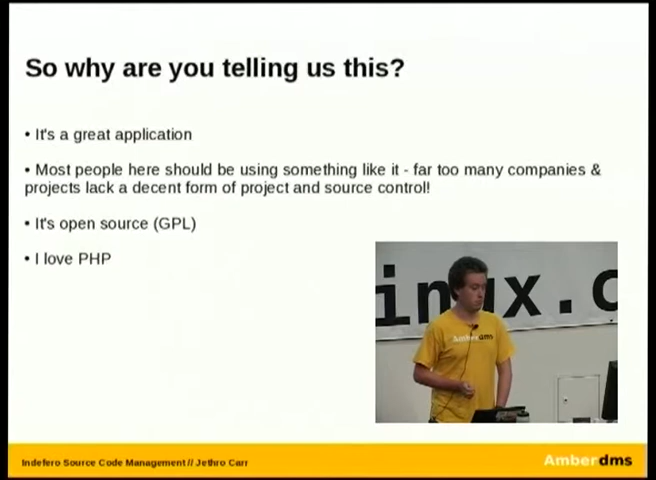 So why are you telling us this?
• It's a great application
• Most people here should be using something like it - far too many companies &
projects lack a decent form of project and source control!
• It's open source (GPL)
• I love PHP
inux.c
Amberdms
Indefero Source Code Management // Jethro Carr
Amberdms